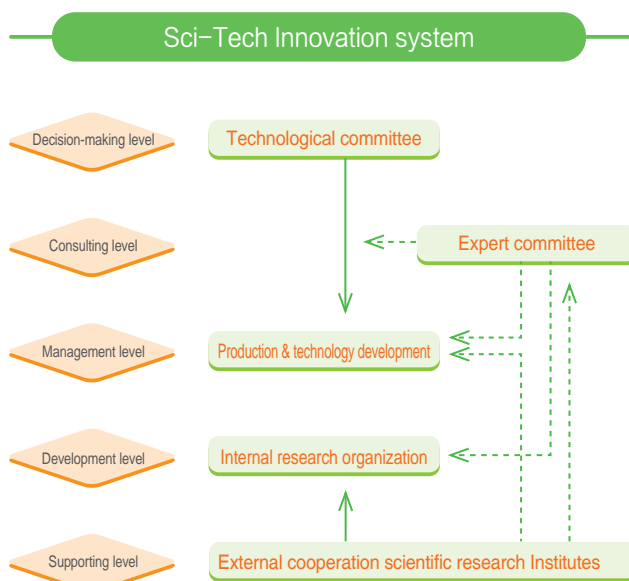 Sci-Tech Innovation system
Decision-making level
Technological committee
Consulting level
Expert committee
Management level
Production & technology development
Development level
Internal research organization
Supporting level
External cooperation scientific research Institutes